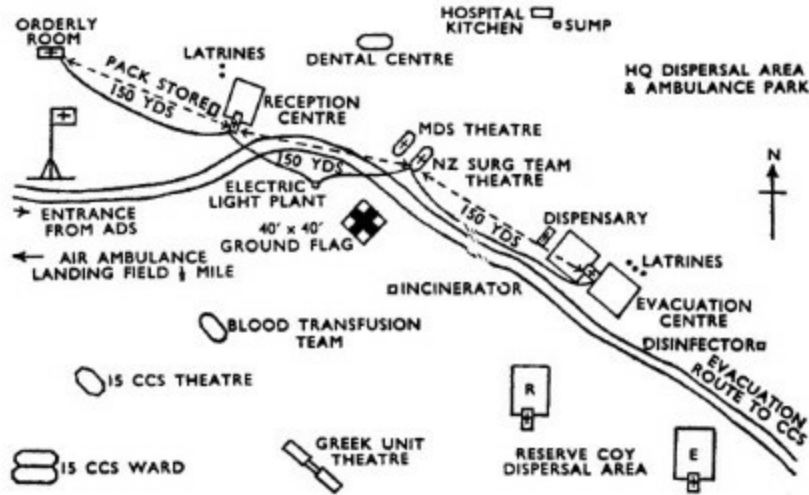 ORDERLY
ROOM
LATRINES
PACK STORE
150 YDS
RECEPTION
CENTRE
DENTAL CENTRE
HOSPITAL
KITCHEN
SUMP
HQ DISPERSAL AREA
& AMBULANCE PARK
MDS THEATRE
NZ SURG TEAM
THEATRE
150 YDS
ELECTRIC
LIGHT PLANT
N
ENTRANCE
FROM ADS
40' x 40'
GROUND FLAG
150 YDS
DISPENSARY
LATRINES
AIR AMBULANCE
LANDING FIELD ½ MILE
INCINERATOR
EVACUATION
CENTRE
BLOOD TRANSFUSION
TEAM
DISINFECTOR
EVACUATION
ROUTE TO CCS
15 CCS THEATRE
R
15 CCS WARD
GREEK UNIT
THEATRE
RESERVE COY
DISPERSAL AREA
E